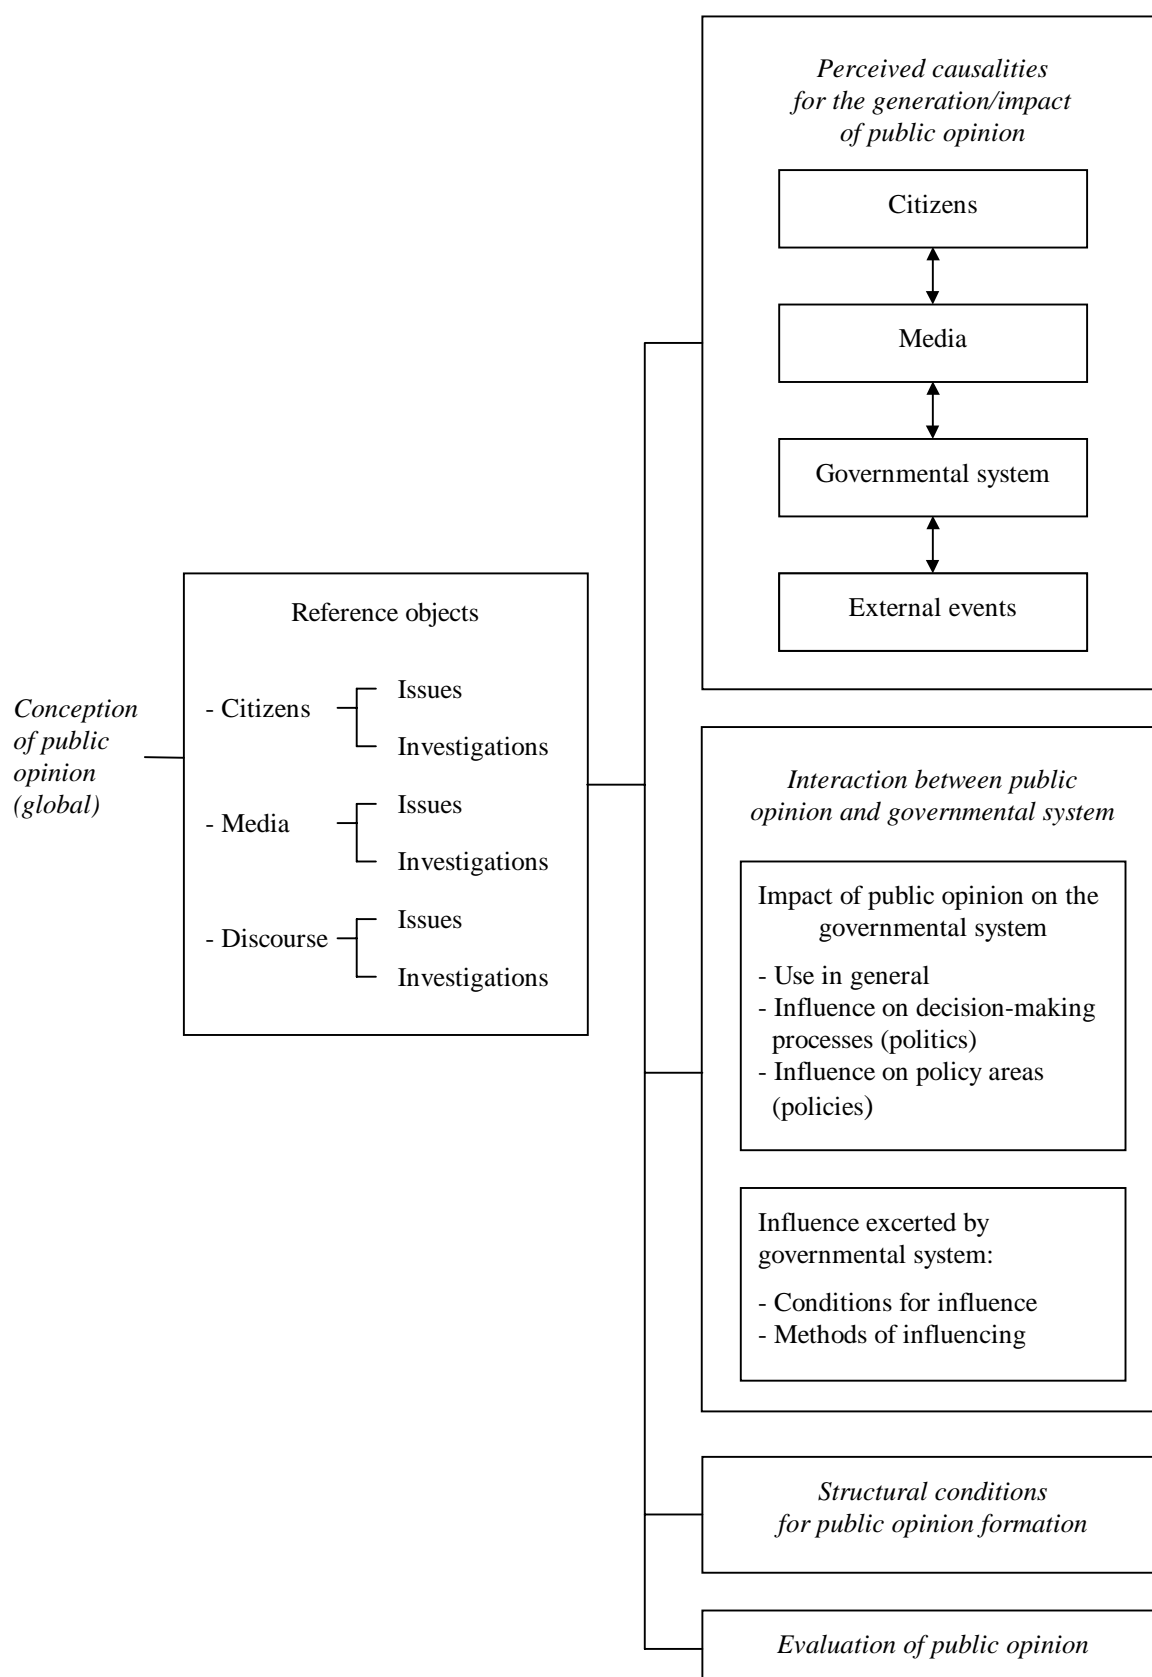 Conception
of public
opinion
(global)
Reference objects
- Citizens
Issues
Investigations
- Media
Issues
Investigations
- Discourse
Issues
Investigations
Perceived causalities
for the generation/impact
of public opinion
Citizens
Media
Governmental system
External events
Interaction between public
opinion and governmental system
Impact of public opinion on the
governmental system
- Use in general
- Influence on decision-making
processes (politics)
- Influence on policy areas
(policies)
Influence excerted by
governmental system:
- Conditions for influence
- Methods of influencing
Structural conditions
for public opinion formation
Evaluation of public opinion